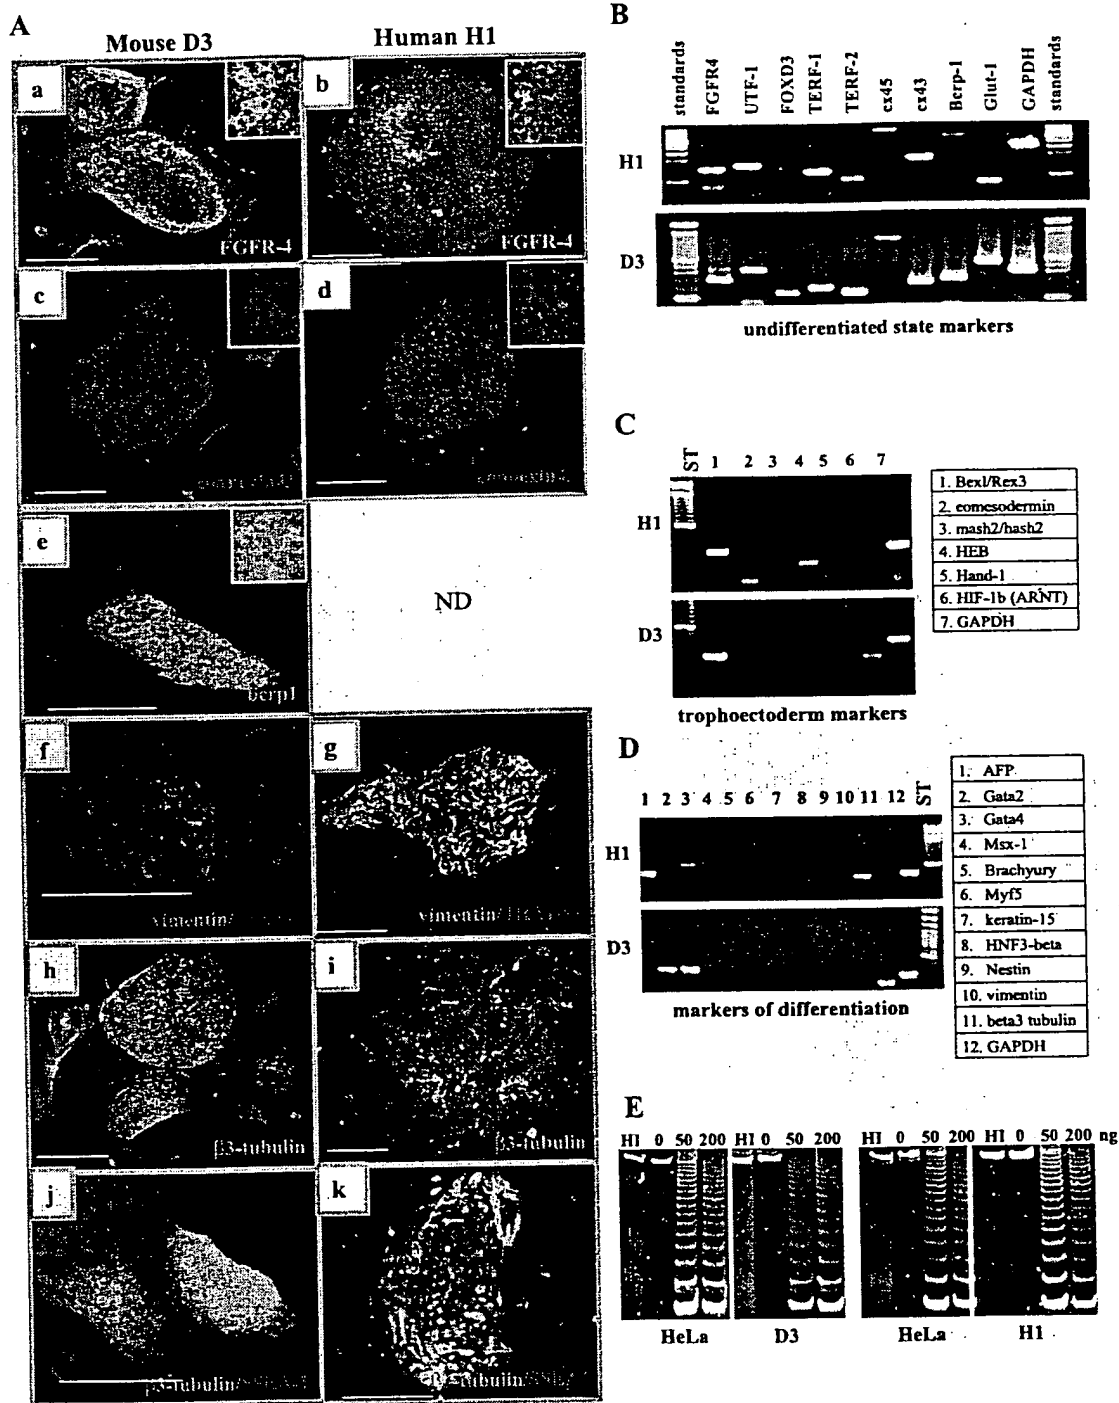 A
Mouse D3
Human H1
a
FGFR-4
b
FGFR-4
c
d
e
bcrp1
ND
f
vimentin/
g
vimentin/
h
β3-tubulin
i
β3-tubulin
j
β3-tubulin/
k
tubulin/
B
standards
FGFR4
UTF-1
FOXD3
TERF-1
TERF-2
cx45
cx43
Bcrp-1
Glut-1
GAPDH
standards
H1
D3
undifferentiated state markers
C
ST 1 2 3 4 5 6 7
H1
D3
trophoectoderm markers
1. Bexl/Rex3
2. eomesodermin
3. mash2/hash2
4. HEB
5. Hand-1
6. HIF-1b (ARNT)
7. GAPDH
D
1 2 3 4 5 6 7 8 9 10 11 12 ST
H1
D3
markers of differentiation
1. AFP
2. Gata2
3. Gata4
4. Msx-1
5. Brachyury
6. Myf5
7. keratin-15
8. HNF3-beta
9. Nestin
10. vimentin
11. beta3 tubulin
12. GAPDH
E
HI 0 50 200 HI 0 50 200 HI 0 50 200 HI 0 50 200 ng
HeLa D3 HeLa H1